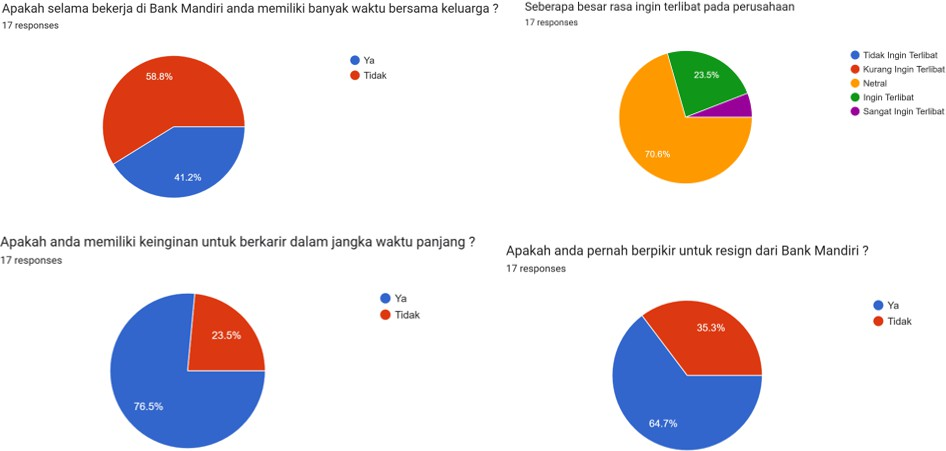 Apakah selama bekerja di Bank Mandiri anda memiliki banyak waktu bersama keluarga ?
17 responses
58.8%
41.2%
Ya
Tidak
Seberapa besar rasa ingin terlibat pada perusahaan
17 responses
23.5%
70.6%
Tidak Ingin Terlibat
Kurang Ingin Terlibat
Netral
Ingin Terlibat
Sangat Ingin Terlibat
Apakah anda memiliki keinginan untuk berkarir dalam jangka waktu panjang ?
17 responses
23.5%
76.5%
Ya
Tidak
Apakah anda pernah berpikir untuk resign dari Bank Mandiri ?
17 responses
35.3%
64.7%
Ya
Tidak